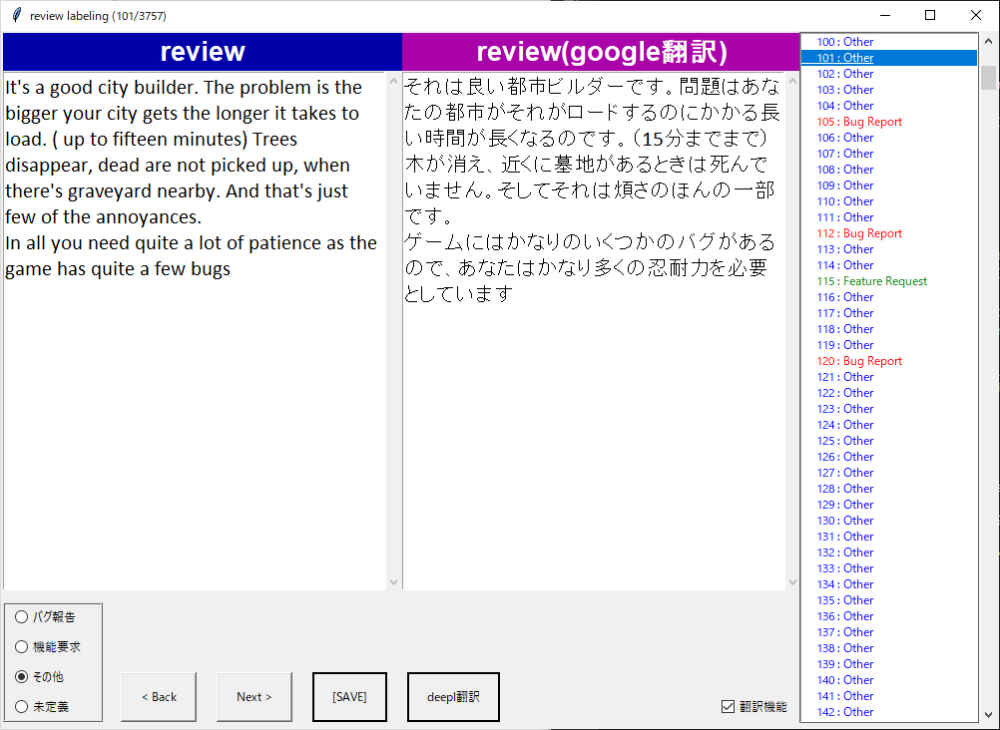 review labeling (101/3757)
review
It's a good city builder. The problem is the
bigger your city gets the longer it takes to
load. ( up to fifteen minutes) Trees
disappear, dead are not picked up, when
there's graveyard nearby. And that's just
few of the annoyances.
In all you need quite a lot of patience as the
game has quite a few bugs
review(google翻訳)
それは良い都市ビルダーです。問題はあな
たの都市がそれがロードするのにかかる長
い時間が長くなるのです。（15分までまで）
木が消え、近くに墓地があるときは死んで
いません。そしてそれは煩さのほんの一部
です。
ゲームにはかなりのいくつかのバグがある
ので、あなたはかなり多くの忍耐力を必要
としています
100 : Other
101 : Other
102 : Other
103 : Other
104 : Other
105 : Bug Report
106 : Other
107 : Other
108 : Other
109 : Other
110 : Other
111 : Other
112 : Bug Report
113 : Other
114 : Other
115 : Feature Request
116 : Other
117 : Other
118 : Other
119 : Other
120 : Bug Report
121 : Other
122 : Other
123 : Other
124 : Other
125 : Other
126 : Other
127 : Other
128 : Other
129 : Other
130 : Other
131 : Other
132 : Other
133 : Other
134 : Other
135 : Other
136 : Other
137 : Other
138 : Other
139 : Other
140 : Other
141 : Other
142 : Other
バグ報告
機能要求
その他
未定義
< Back
Next >
[SAVE]
deepl翻訳
翻訳機能